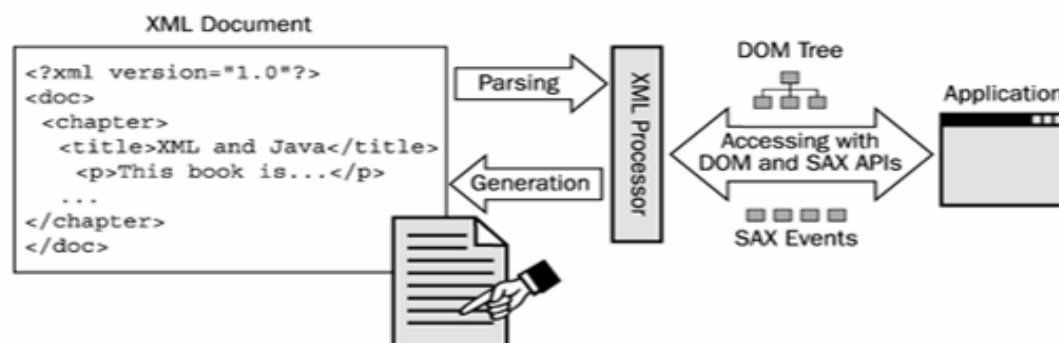 XML Document
<?xml version="1.0"?>
<doc>
<chapter>
<title>XML and Java</title>
<p>This book is...</p>
...
</chapter>
</doc>
Parsing
Generation
XML Processor
DOM Tree
Accessing with
DOM and SAX APIs
SAX Events
Application